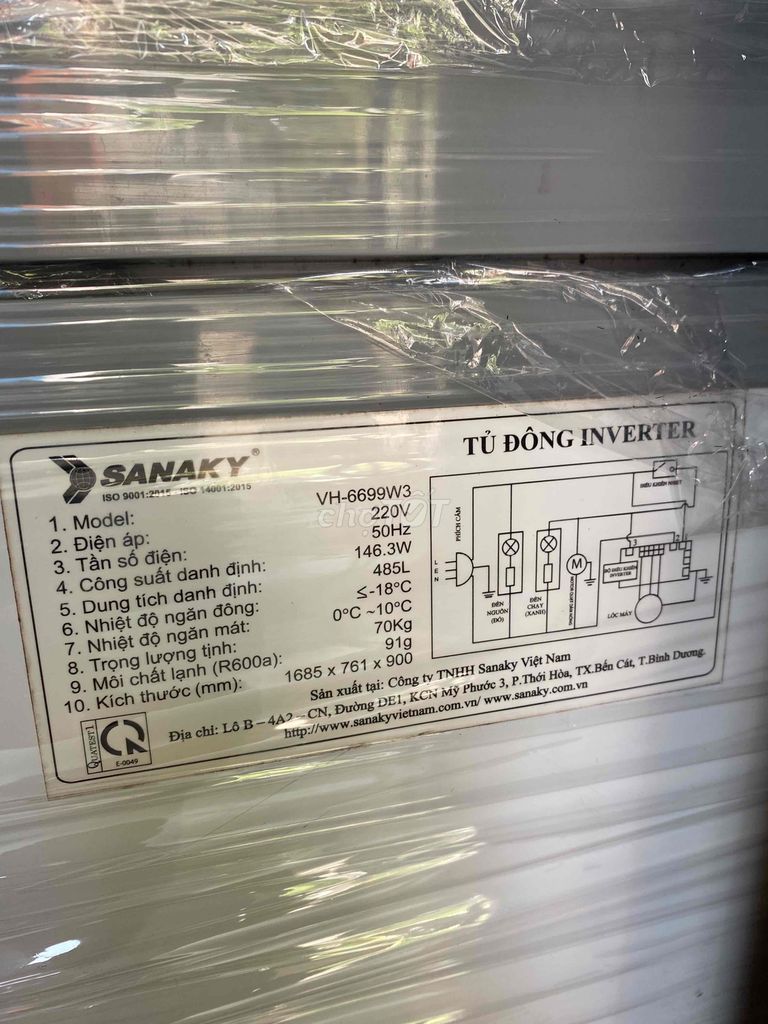 TỦ ĐÔNG INVERTER
SANAKY®
ISO 9001:2015 - ISO 14001:2015
1. Model: VH-6699W3
2. Điện áp: 220V
3. Tần số điện: 50Hz
4. Công suất danh định: 146.3W
5. Dung tích danh định: 485L
6. Nhiệt độ ngăn đông: ≤-18°C
7. Nhiệt độ ngăn mát: 0°C ~10°C
8. Trọng lượng tịnh: 70Kg
9. Môi chất lạnh (R600a): 91g
10. Kích thước (mm): 1685 x 761 x 900
PHÍCH CẮM
L
E
N
ĐÈN NGUỒN (ĐỎ)
ĐÈN CHẠY (XANH)
M
3
2
BỘ ĐIỀU KHIỂN INVERTER
LỐC MÁY
Sản xuất tại: Công ty TNHH Sanaky Việt Nam
Địa chỉ: Lô B – 4A2 – CN, Đường ĐE1, KCN Mỹ Phước 3, P.Thới Hòa, TX.Bến Cát, T.Bình Dương.
http://www.sanakyvietnam.com.vn/ www.sanaky.com.vn
QUATEST1
E-0049
chợTỐT